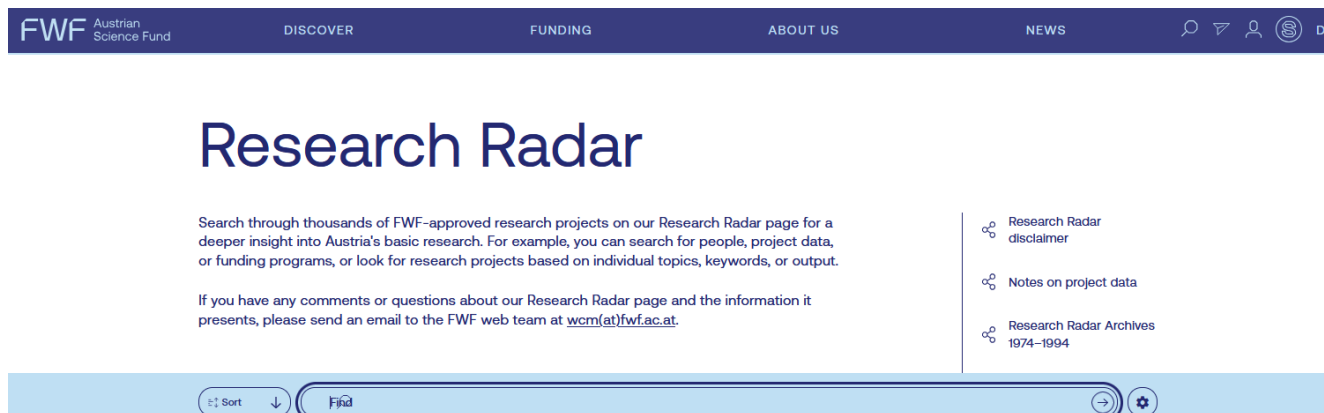 FWF Austrian Science Fund
DISCOVER FUNDING ABOUT US NEWS D
Research Radar
Search through thousands of FWF-approved research projects on our Research Radar page for a
deeper insight into Austria's basic research. For example, you can search for people, project data,
or funding programs, or look for research projects based on individual topics, keywords, or output.
If you have any comments or questions about our Research Radar page and the information it
presents, please send an email to the FWF web team at wcm(at)fwf.ac.at.
Research Radar
disclaimer
Notes on project data
Research Radar Archives
1974–1994
Sort
Find